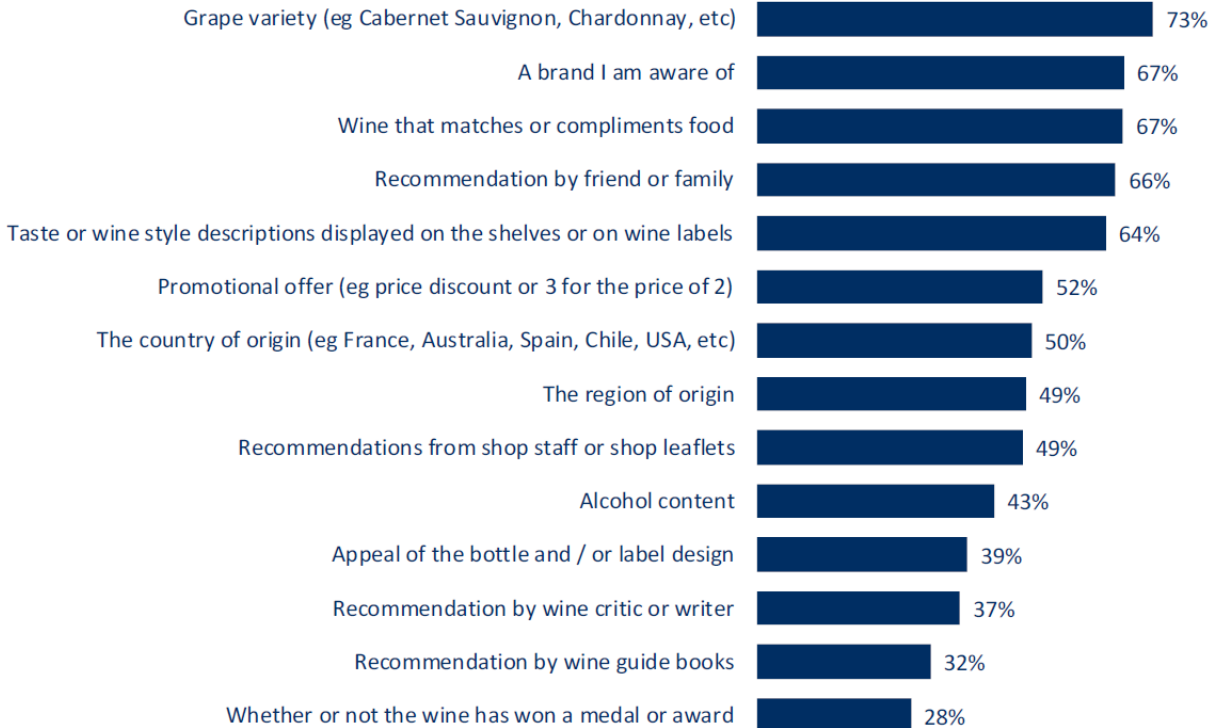 Grape variety (eg Cabernet Sauvignon, Chardonnay, etc) 73%
A brand I am aware of 67%
Wine that matches or compliments food 67%
Recommendation by friend or family 66%
Taste or wine style descriptions displayed on the shelves or on wine labels 64%
Promotional offer (eg price discount or 3 for the price of 2) 52%
The country of origin (eg France, Australia, Spain, Chile, USA, etc) 50%
The region of origin 49%
Recommendations from shop staff or shop leaflets 49%
Alcohol content 43%
Appeal of the bottle and / or label design 39%
Recommendation by wine critic or writer 37%
Recommendation by wine guide books 32%
Whether or not the wine has won a medal or award 28%